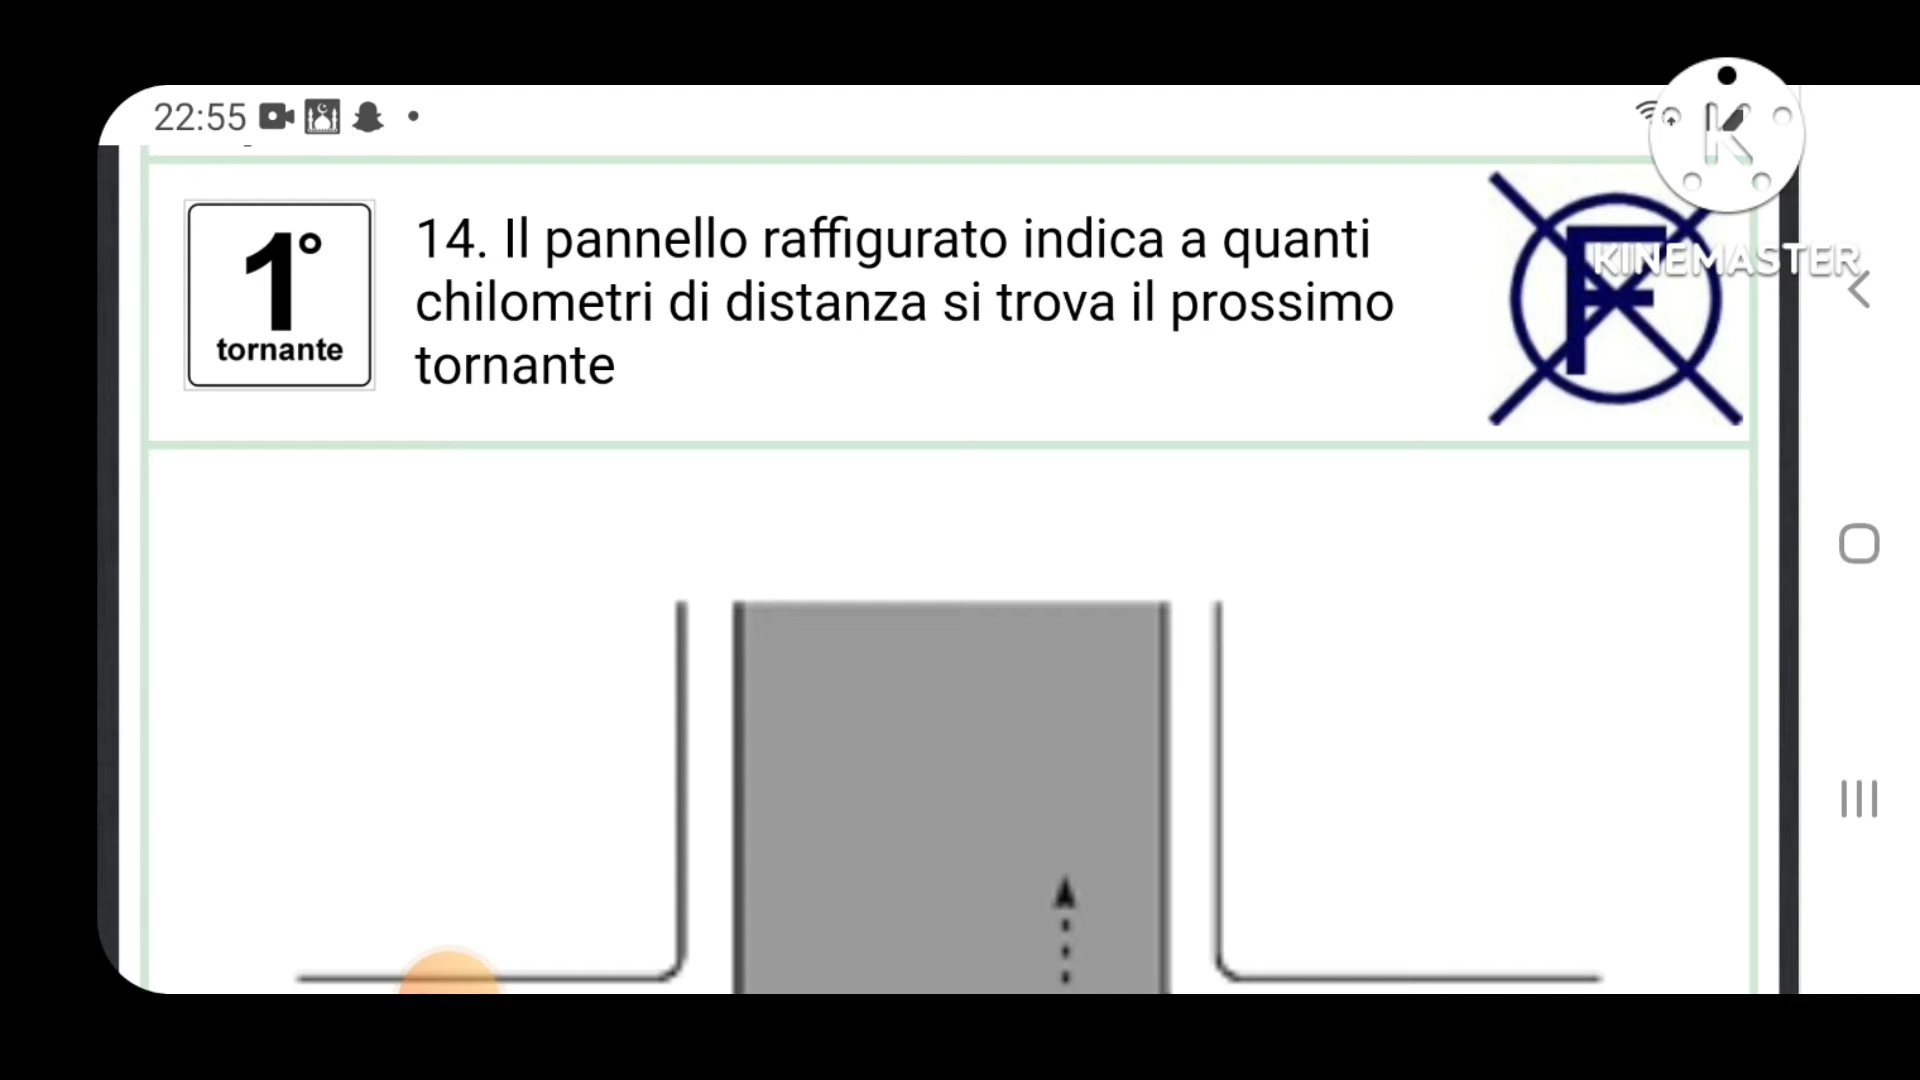 22:55
K
KINEMASTER
1°
tornante
14. Il pannello raffigurato indica a quanti
chilometri di distanza si trova il prossimo
tornante
F